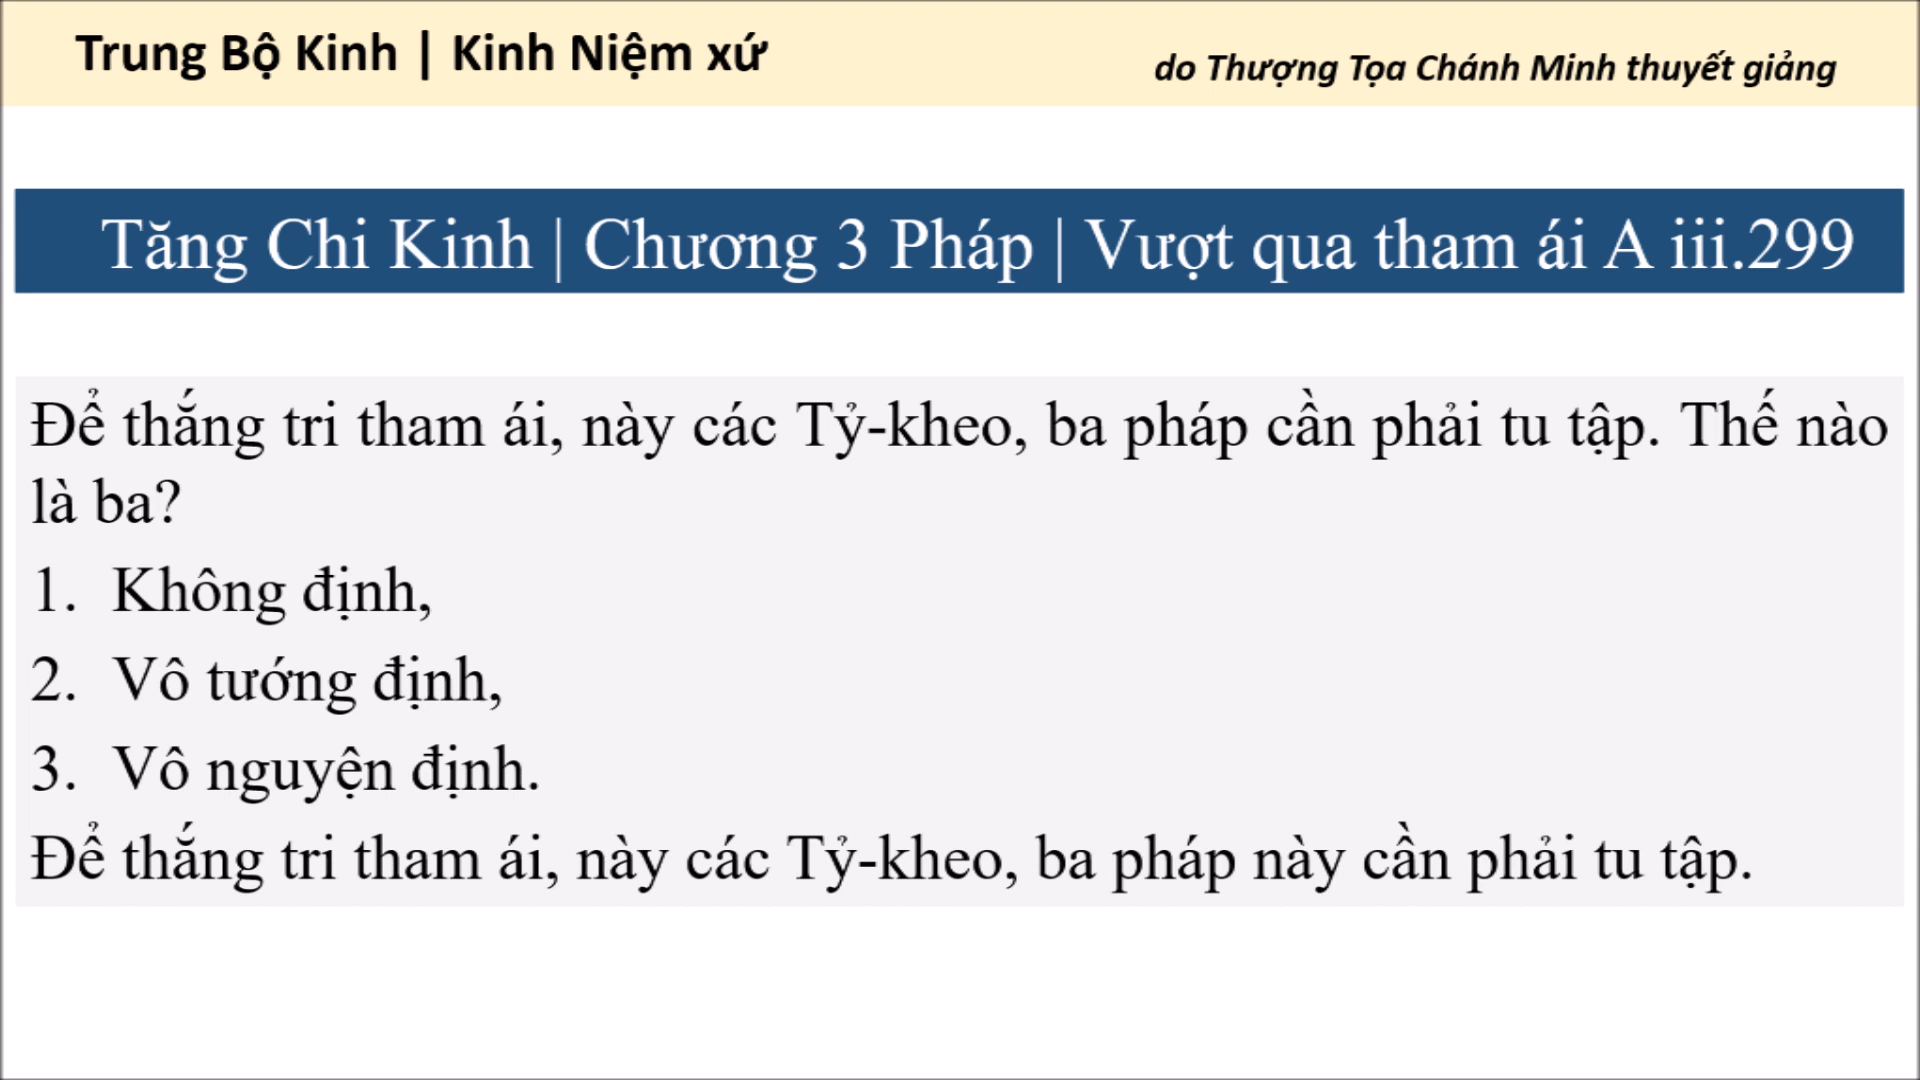 Trung Bộ Kinh | Kinh Niệm xứ
do Thượng Tọa Chánh Minh thuyết giảng
Tăng Chi Kinh | Chương 3 Pháp | Vượt qua tham ái A iii.299
Để thắng tri tham ái, này các Tỷ-kheo, ba pháp cần phải tu tập. Thế nào
là ba?
1. Không định,
2. Vô tướng định,
3. Vô nguyện định.
Để thắng tri tham ái, này các Tỷ-kheo, ba pháp này cần phải tu tập.